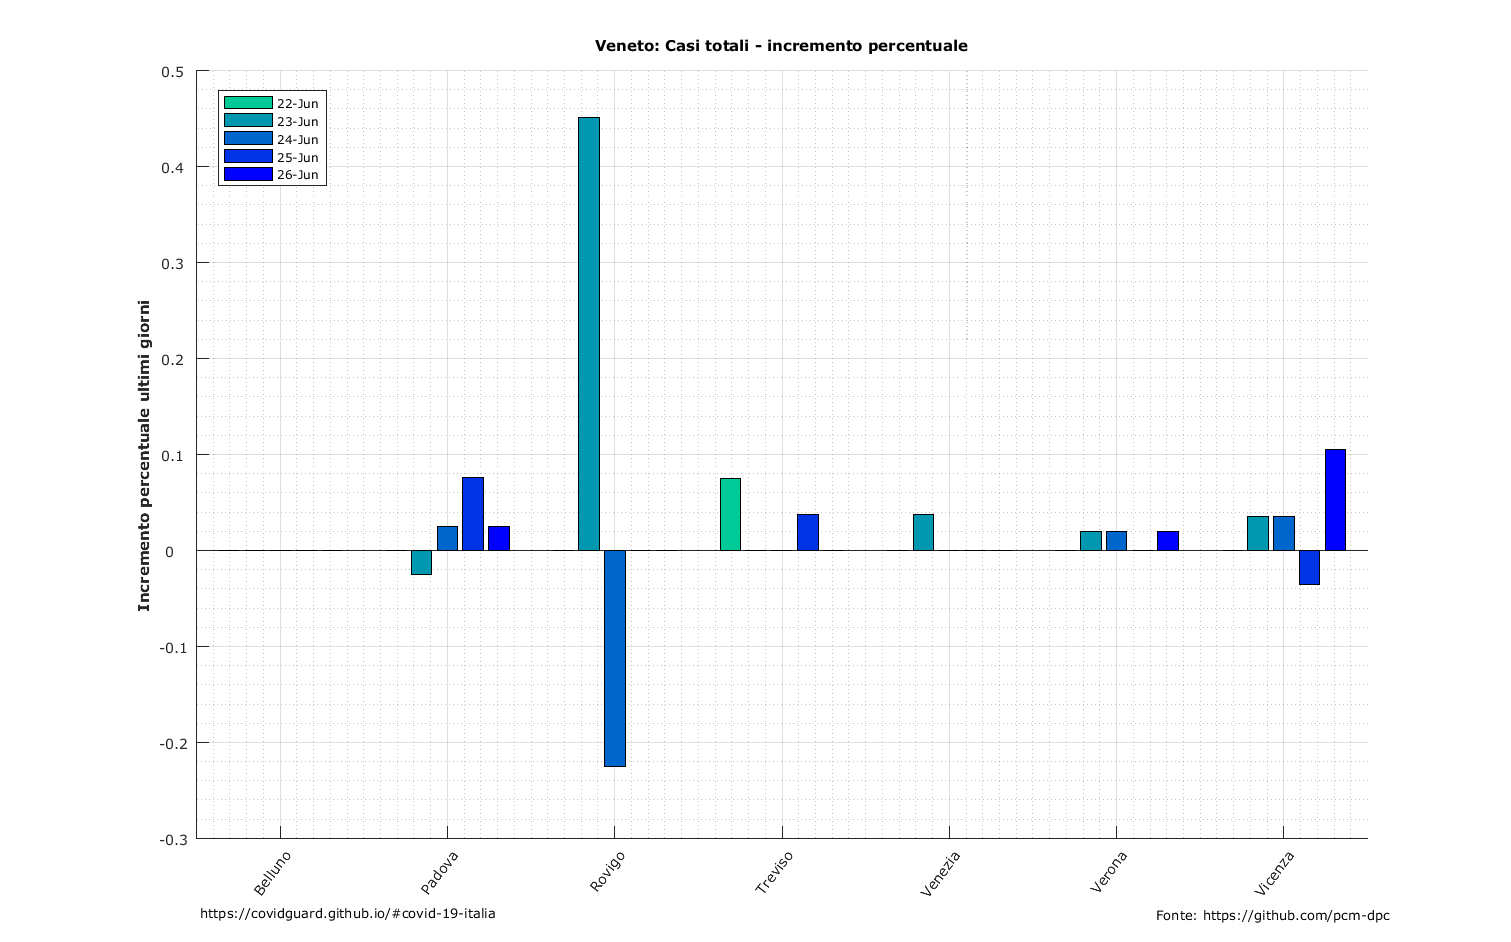 Veneto: Casi totali - incremento percentuale
0.5
0.4
0.3
0.2
0.1
0
-0.1
-0.2
-0.3
Incremento percentuale ultimi giorni
22-Jun
23-Jun
24-Jun
25-Jun
26-Jun
Belluno
Padova
Rovigo
Treviso
Venezia
Verona
Vicenza
https://covidguard.github.io/#covid-19-italia
Fonte: https://github.com/pcm-dpc